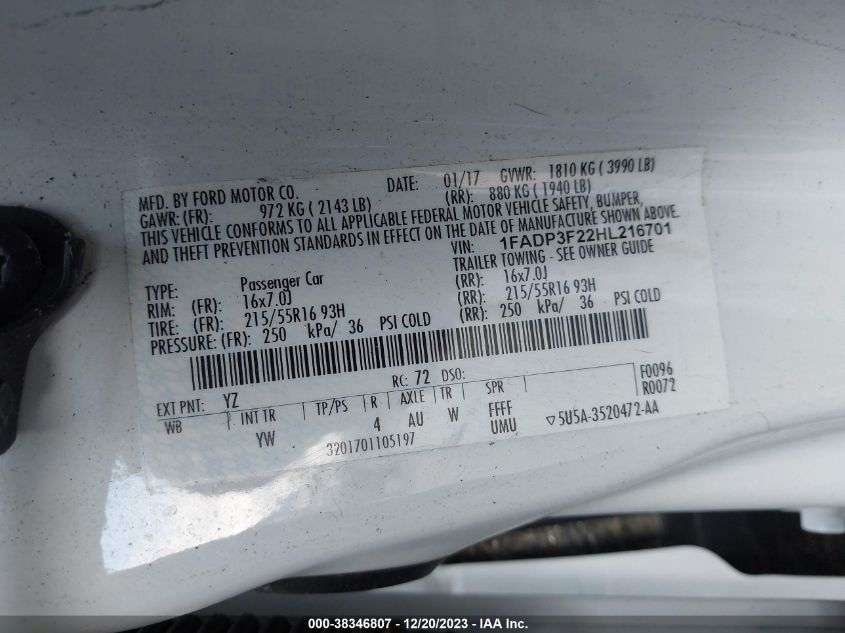 MFD. BY FORD MOTOR CO. DATE: 01/17 GVWR: 1810 KG ( 3990 LB)
GAWR: (FR): 972 KG ( 2143 LB) (RR): 880 KG ( 1940 LB)
THIS VEHICLE CONFORMS TO ALL APPLICABLE FEDERAL MOTOR VEHICLE SAFETY, BUMPER,
AND THEFT PREVENTION STANDARDS IN EFFECT ON THE DATE OF MANUFACTURE SHOWN ABOVE.
VIN: 1FADP3F22HL216701
TYPE: Passenger Car TRAILER TOWING - SEE OWNER GUIDE
RIM: (FR): 16x7.0J (RR): 16x7.0J
TIRE: (FR): 215/55R16 93H (RR): 215/55R16 93H
PRESSURE: (FR): 250 kPa/ 36 PSI COLD (RR): 250 kPa/ 36 PSI COLD
EXT PNT: YZ RC: 72 DSO: F0096
WB INT TR TP/PS R AXLE TR SPR R0072
YW 4 AU W FFFF
3201701105197 UMU ▽5U5A-3520472-AA
000-38346807 - 12/20/2023 - IAA Inc.